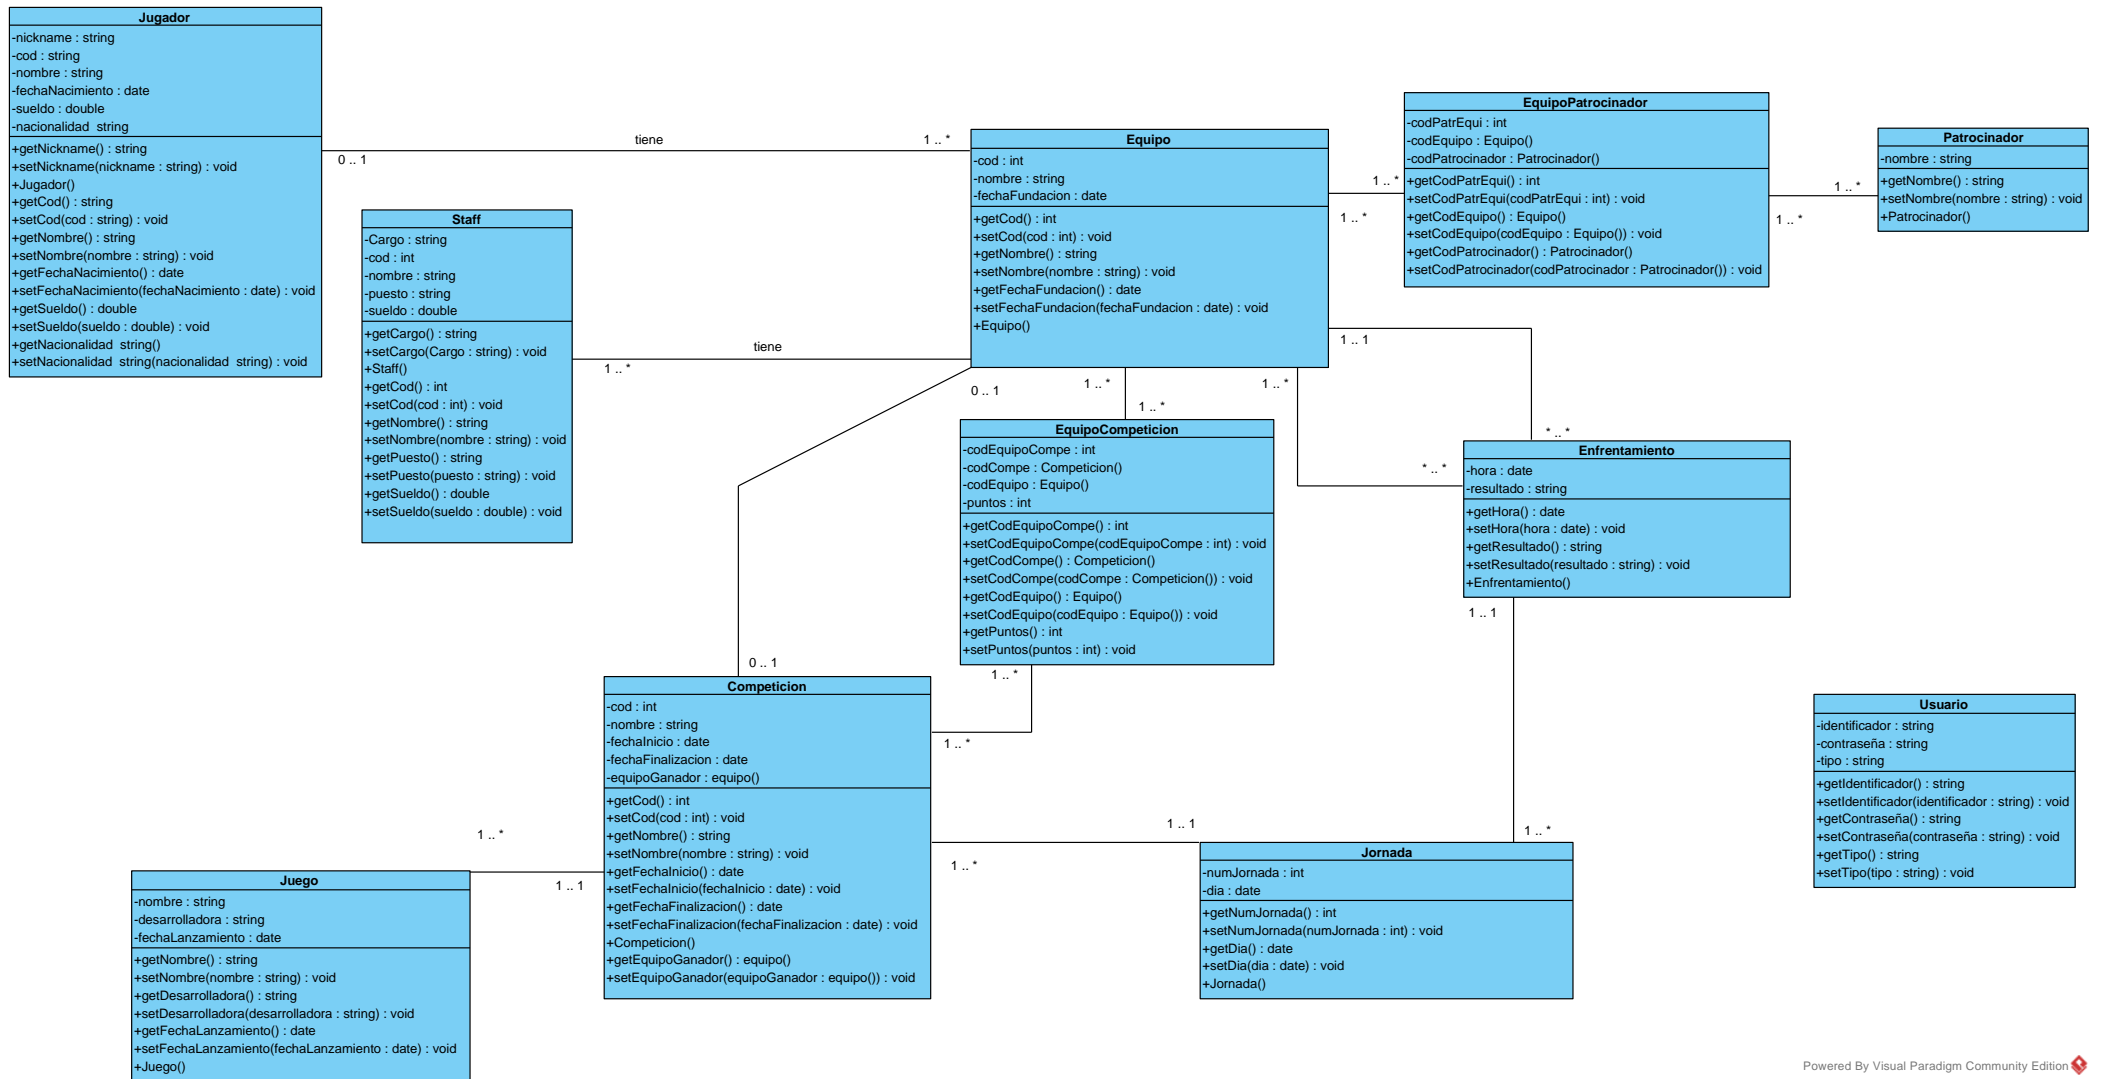 Jugador
-nickname : string
-cod : string
-nombre : string
-fechaNacimiento : date
-sueldo : double
-nacionalidad string
+getNickname() : string
+setNickname(nickname : string) : void
+Jugador()
+getCod() : string
+setCod(cod : string) : void
+getNombre() : string
+setNombre(nombre : string) : void
+getFechaNacimiento() : date
+setFechaNacimiento(fechaNacimiento : date) : void
+getSueldo() : double
+setSueldo(sueldo : double) : void
+getNacionalidad string()
+setNacionalidad string(nacionalidad string) : void
0 .. 1
tiene
1 .. *
Staff
-Cargo : string
-cod : int
-nombre : string
-puesto : string
-sueldo : double
+getCargo() : string
+setCargo(Cargo : string) : void
+Staff()
+getCod() : int
+setCod(cod : int) : void
+getNombre() : string
+setNombre(nombre : string) : void
+getPuesto() : string
+setPuesto(puesto : string) : void
+getSueldo() : double
+setSueldo(sueldo : double) : void
1 .. *
tiene
Equipo
-cod : int
-nombre : string
-fechaFundacion : date
+getCod() : int
+setCod(cod : int) : void
+getNombre() : string
+setNombre(nombre : string) : void
+getFechaFundacion() : date
+setFechaFundacion(fechaFundacion : date) : void
+Equipo()
1 .. *
1 .. *
1 .. 1
0 .. 1
1 .. *
1 .. *
1 .. *
EquipoPatrocinador
-codPatrEqui : int
-codEquipo : Equipo()
-codPatrocinador : Patrocinador()
+getCodPatrEqui() : int
+setCodPatrEqui(codPatrEqui : int) : void
+getCodEquipo() : Equipo()
+setCodEquipo(codEquipo : Equipo()) : void
+getCodPatrocinador() : Patrocinador()
+setCodPatrocinador(codPatrocinador : Patrocinador()) : void
1 .. *
1 .. *
Patrocinador
-nombre : string
+getNombre() : string
+setNombre(nombre : string) : void
+Patrocinador()
EquipoCompeticion
-codEquipoCompe : int
-codCompe : Competicion()
-codEquipo : Equipo()
-puntos : int
+getCodEquipoCompe() : int
+setCodEquipoCompe(codEquipoCompe : int) : void
+getCodCompe() : Competicion()
+setCodCompe(codCompe : Competicion()) : void
+getCodEquipo() : Equipo()
+setCodEquipo(codEquipo : Equipo()) : void
+getPuntos() : int
+setPuntos(puntos : int) : void
1 .. *
1 .. *
* .. *
* .. *
Enfrentamiento
-hora : date
-resultado : string
+getHora() : date
+setHora(hora : date) : void
+getResultado() : string
+setResultado(resultado : string) : void
+Enfrentamiento()
1 .. 1
1 .. *
0 .. 1
Competicion
-cod : int
-nombre : string
-fechaInicio : date
-fechaFinalizacion : date
-equipoGanador : equipo()
+getCod() : int
+setCod(cod : int) : void
+getNombre() : string
+setNombre(nombre : string) : void
+getFechaInicio() : date
+setFechaInicio(fechaInicio : date) : void
+getFechaFinalizacion() : date
+setFechaFinalizacion(fechaFinalizacion : date) : void
+Competicion()
+getEquipoGanador() : equipo()
+setEquipoGanador(equipoGanador : equipo()) : void
1 .. *
1 .. 1
1 .. 1
1 .. *
Juego
-nombre : string
-desarrolladora : string
-fechaLanzamiento : date
+getNombre() : string
+setNombre(nombre : string) : void
+getDesarrolladora() : string
+setDesarrolladora(desarrolladora : string) : void
+getFechaLanzamiento() : date
+setFechaLanzamiento(fechaLanzamiento : date) : void
+Juego()
Jornada
-numJornada : int
-dia : date
+getNumJornada() : int
+setNumJornada(numJornada : int) : void
+getDia() : date
+setDia(dia : date) : void
+Jornada()
Usuario
-identificador : string
-contraseña : string
-tipo : string
+getIdentificador() : string
+setIdentificador(identificador : string) : void
+getContraseña() : string
+setContraseña(contraseña : string) : void
+getTipo() : string
+setTipo(tipo : string) : void
Powered By Visual Paradigm Community Edition